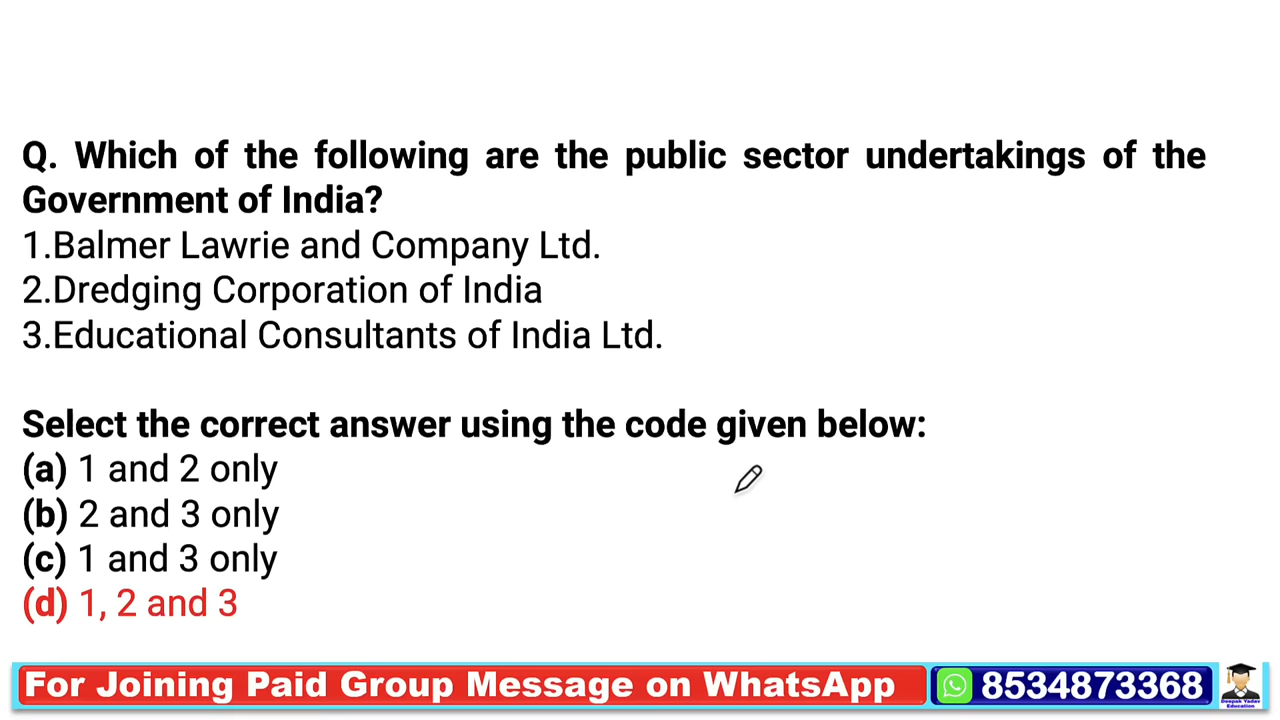 Q. Which of the following are the public sector undertakings of the
Government of India?
1.Balmer Lawrie and Company Ltd.
2.Dredging Corporation of India
3.Educational Consultants of India Ltd.
Select the correct answer using the code given below:
(a) 1 and 2 only
(b) 2 and 3 only
(c) 1 and 3 only
(d) 1, 2 and 3
For Joining Paid Group Message on WhatsApp 8534873368
Deepak Yadav
Education